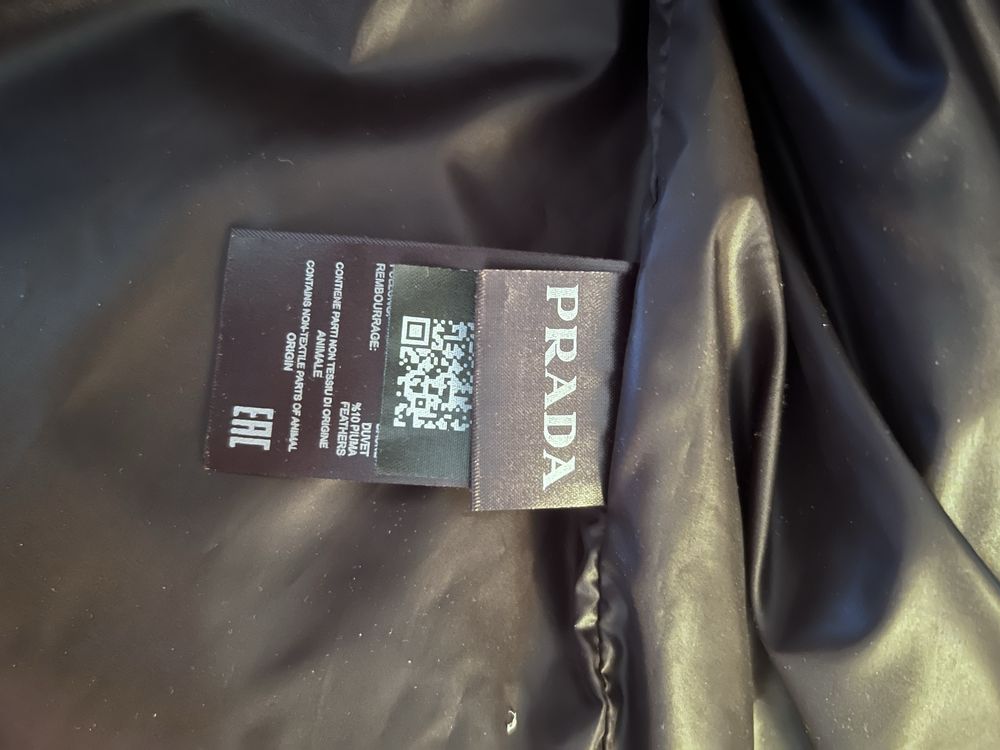 PRADA
REMBOURRAGE:
DUVET
%10 PIUMA
FEATHERS
CONTIENE PARTI NON TESSILI DI ORIGINE
ANIMALE
CONTAINS NON-TEXTILE PARTS OF ANIMAL
ORIGIN
EAC